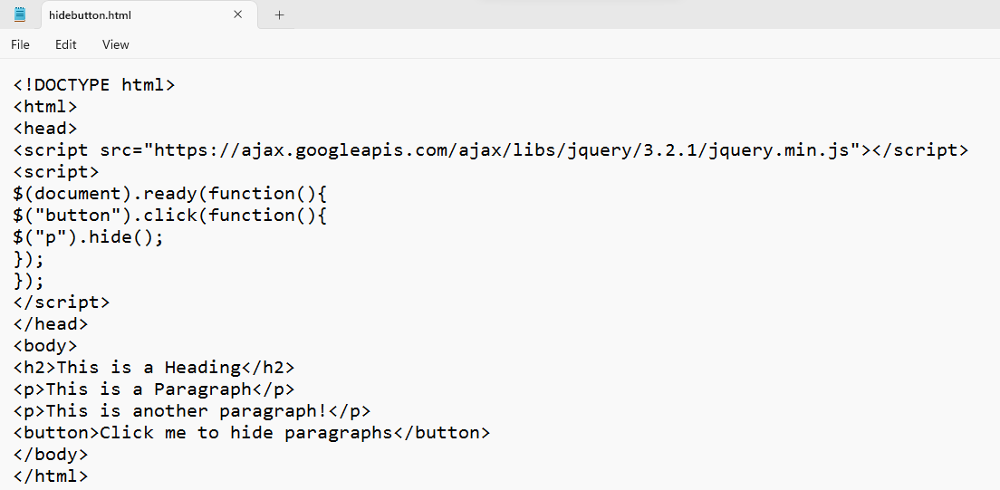 hidebutton.html
File Edit View
<!DOCTYPE html>
<html>
<head>
<script src="https://ajax.googleapis.com/ajax/libs/jquery/3.2.1/jquery.min.js"></script>
<script>
$(document).ready(function(){
$("button").click(function(){
$("p").hide();
});
});
</script>
</head>
<body>
<h2>This is a Heading</h2>
<p>This is a Paragraph</p>
<p>This is another paragraph!</p>
<button>Click me to hide paragraphs</button>
</body>
</html>